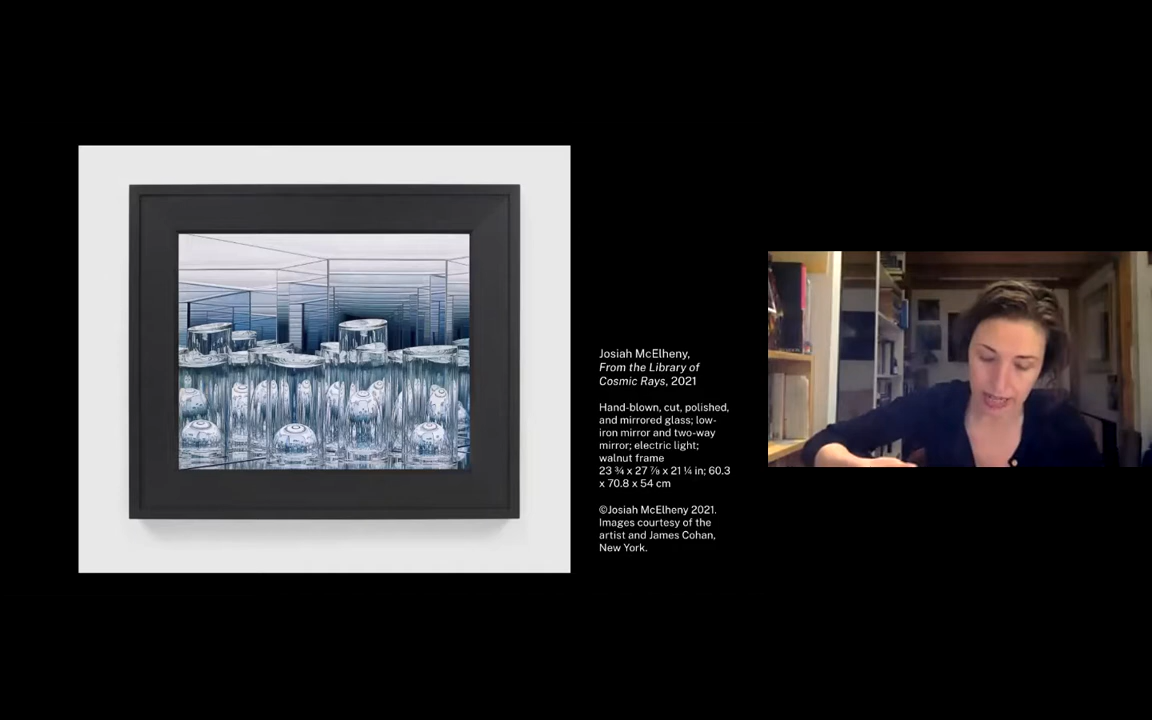 Josiah McElheny,
From the Library of
Cosmic Rays, 2021
Hand-blown, cut, polished,
and mirrored glass; low-
iron mirror and two-way
mirror; electric light;
walnut frame
23 ¾ x 27 ⅞ x 21 ¼ in; 60.3
x 70.8 x 54 cm
©Josiah McElheny 2021.
Images courtesy of the
artist and James Cohan,
New York.